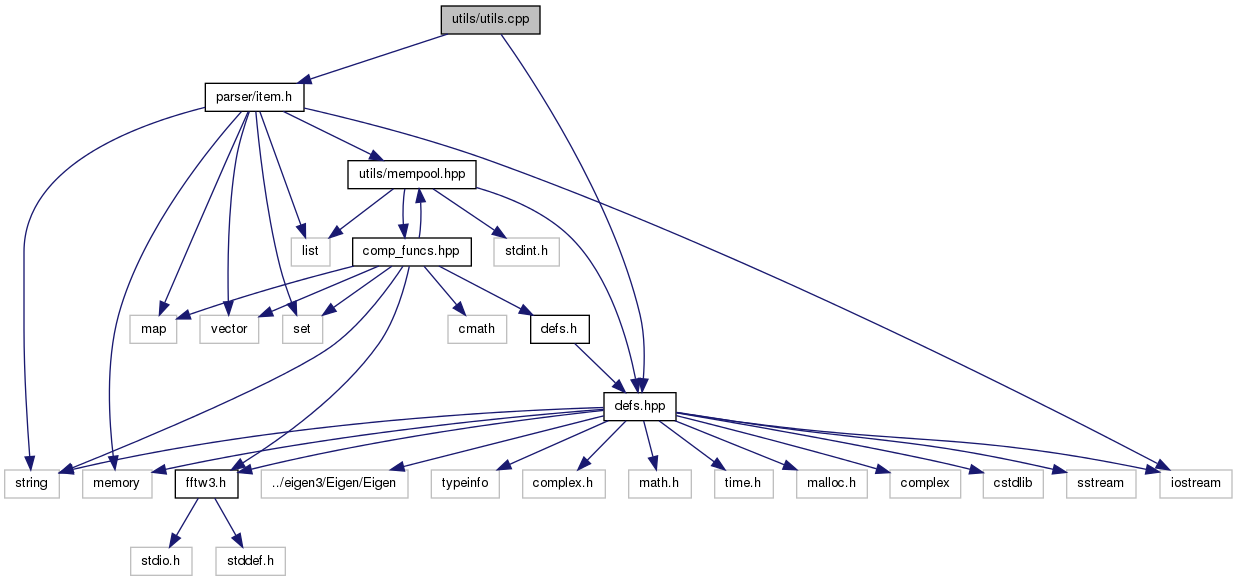 utils/utils.cpp
parser/item.h
utils/mempool.hpp
list
comp_funcs.hpp
stdint.h
map
vector
set
cmath
defs.h
defs.hpp
string
memory
fftw3.h
../eigen3/Eigen/Eigen
typeinfo
complex.h
math.h
time.h
malloc.h
complex
cstdlib
sstream
iostream
stdio.h
stddef.h